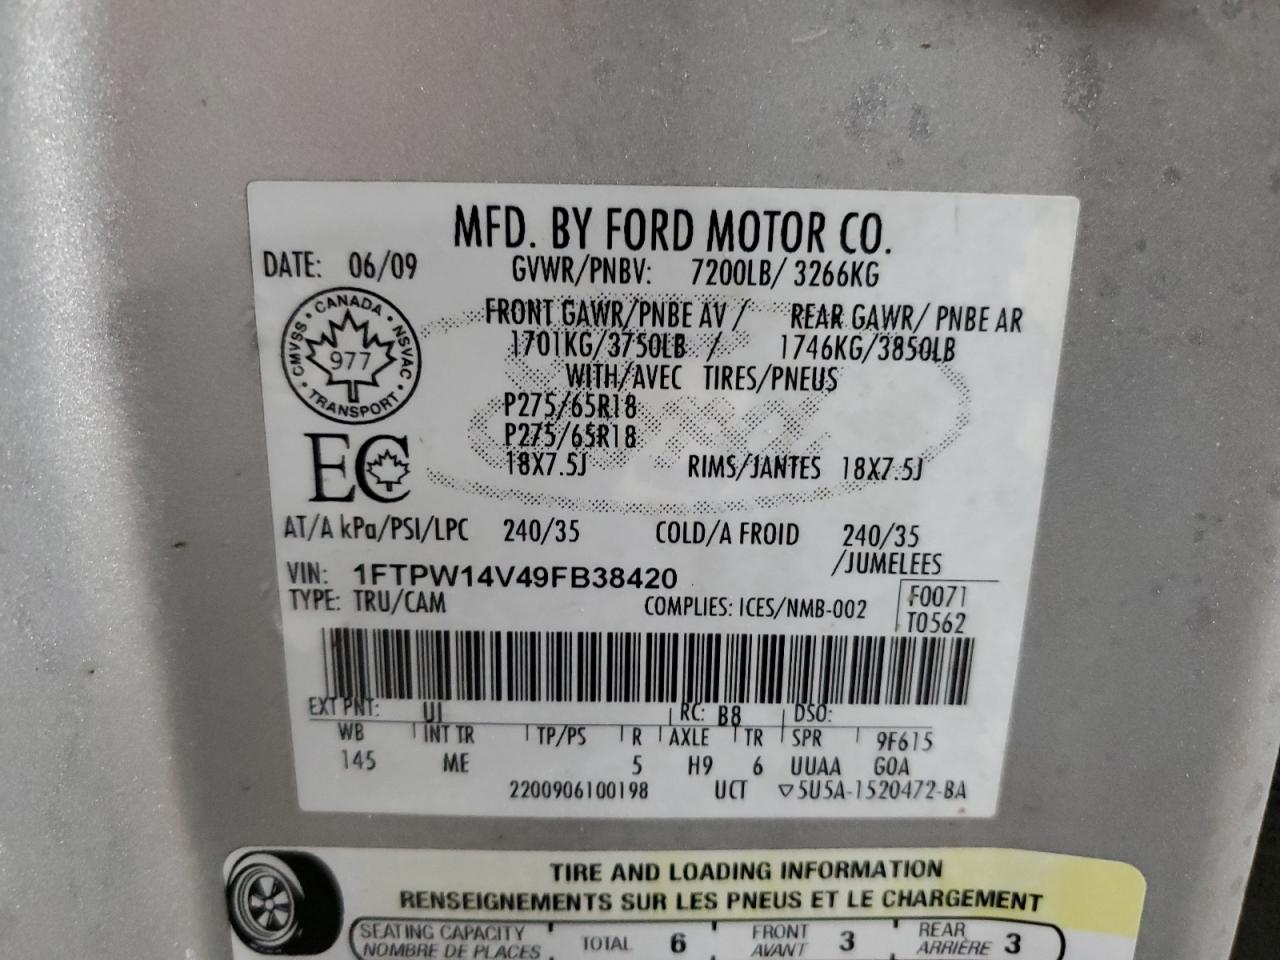 MFD. BY FORD MOTOR CO.
DATE: 06/09
GVWR/PNBV: 7200LB/ 3266KG
FRONT GAWR/PNBE AV / REAR GAWR/ PNBE AR
1701KG/3750LB / 1746KG/3850LB
WITH/AVEC TIRES/PNEUS
CANADA · NSVAC · TRANSPORT · CMVSS ·
977
P275/65R18
P275/65R18
18X7.5J RIMS/JANTES 18X7.5J
EC
AT/A kPa/PSI/LPC 240/35 COLD/A FROID 240/35
/JUMELEES
VIN: 1FTPW14V49FB38420
TYPE: TRU/CAM COMPLIES: ICES/NMB-002
F0071
T0562
EXT PNT: UI RC: B8 DSO:
WB INT TR TP/PS R AXLE TR SPR 9F615
145 ME 5 H9 6 UUAA G0A
2200906100198 UCT ▽5U5A-1520472-BA
TIRE AND LOADING INFORMATION
RENSEIGNEMENTS SUR LES PNEUS ET LE CHARGEMENT
SEATING CAPACITY
NOMBRE DE PLACES
TOTAL 6
FRONT
AVANT
3
REAR
ARRIÈRE
3